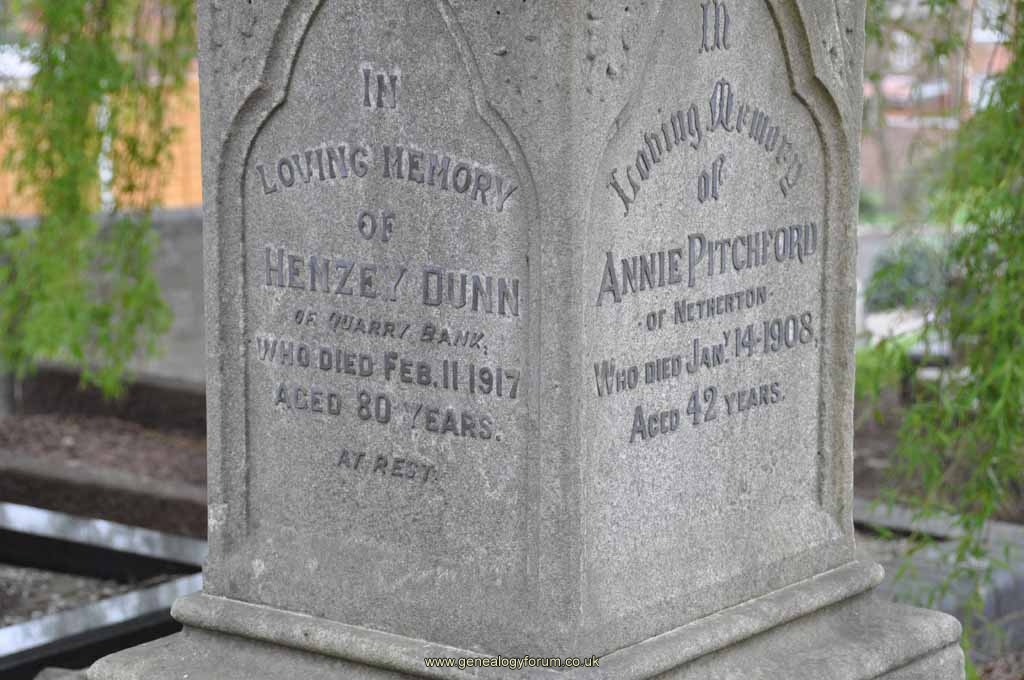 IN
LOVING MEMORY
OF
HENZEY DUNN
OF QUARRY BANK,
WHO DIED FEB. 11 1917
AGED 80 YEARS.
AT REST.
In
Loving Memory
of
ANNIE PITCHFORD
- OF NETHERTON -
WHO DIED JANY. 14-1908,
AGED 42 YEARS.
www.genealogyforum.co.uk